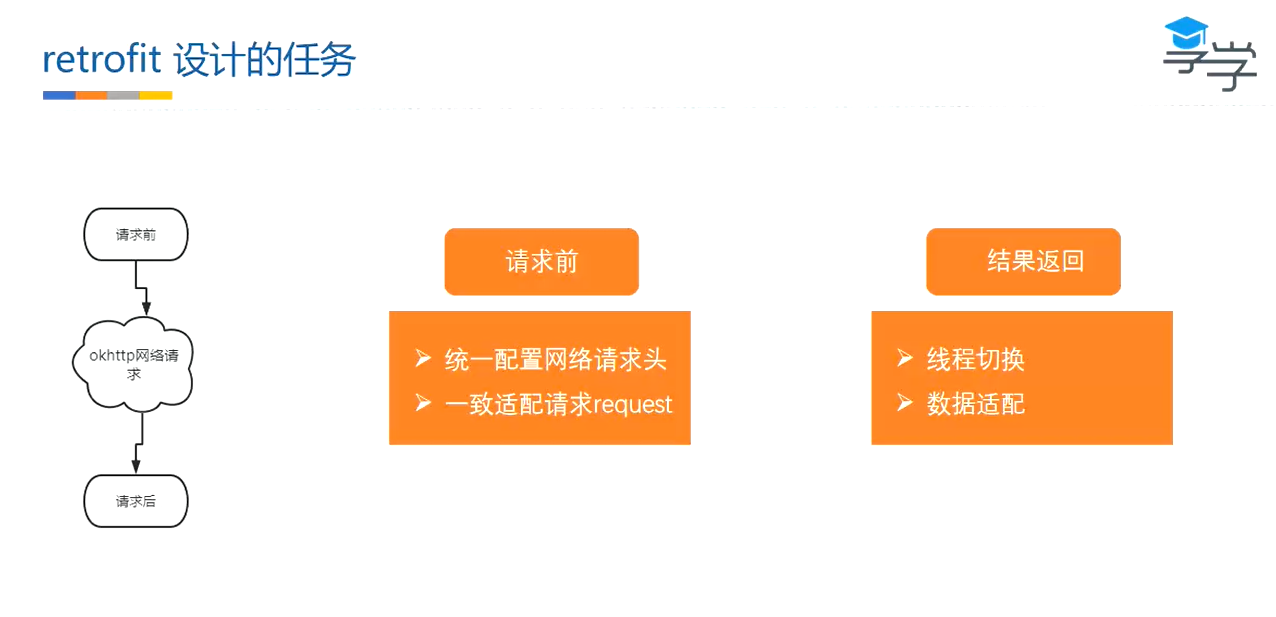 retrofit 设计的任务
享学
请求前
okhttp网络请
求
请求后
请求前
统一配置网络请求头
一致适配请求request
结果返回
线程切换
数据适配